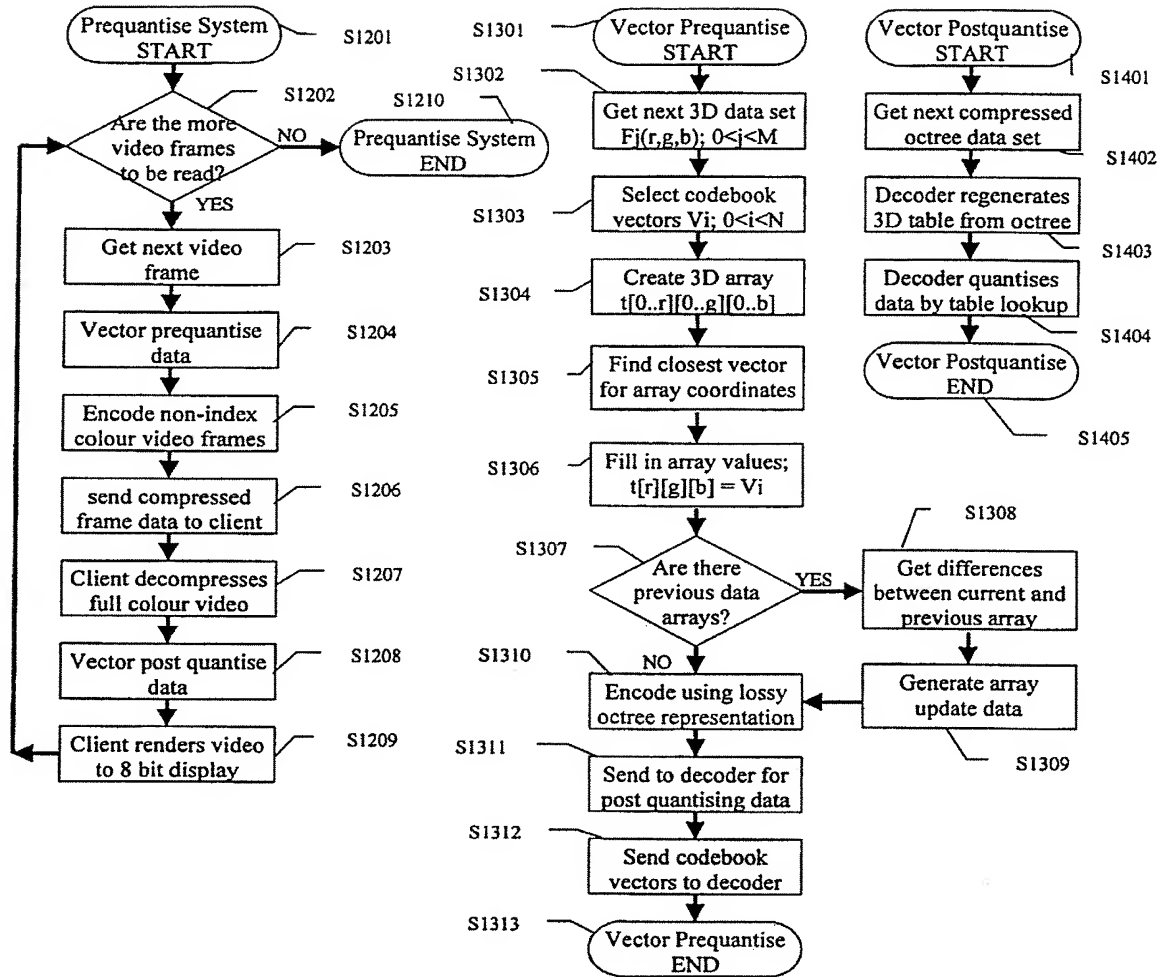 Prequantise System
START
S1201
S1202
Are the more
video frames
to be read?
NO
YES
S1210
Prequantise System
END
Get next video
frame
S1203
Vector prequantise
data
S1204
Encode non-index
colour video frames
S1205
send compressed
frame data to client
S1206
Client decompresses
full colour video
S1207
Vector post quantise
data
S1208
Client renders video
to 8 bit display
S1209
S1301
Vector Prequantise
START
S1302
Get next 3D data set
Fj(r,g,b); 0<j<M
S1303
Select codebook
vectors Vi; 0<i<N
S1304
Create 3D array
t[0..r][0..g][0..b]
S1305
Find closest vector
for array coordinates
S1306
Fill in array values;
t[r][g][b] = Vi
S1307
Are there
previous data
arrays?
YES
NO
S1308
Get differences
between current and
previous array
Generate array
update data
S1309
S1310
Encode using lossy
octree representation
S1311
Send to decoder for
post quantising data
S1312
Send codebook
vectors to decoder
S1313
Vector Prequantise
END
Vector Postquantise
START
S1401
Get next compressed
octree data set
S1402
Decoder regenerates
3D table from octree
S1403
Decoder quantises
data by table lookup
S1404
Vector Postquantise
END
S1405